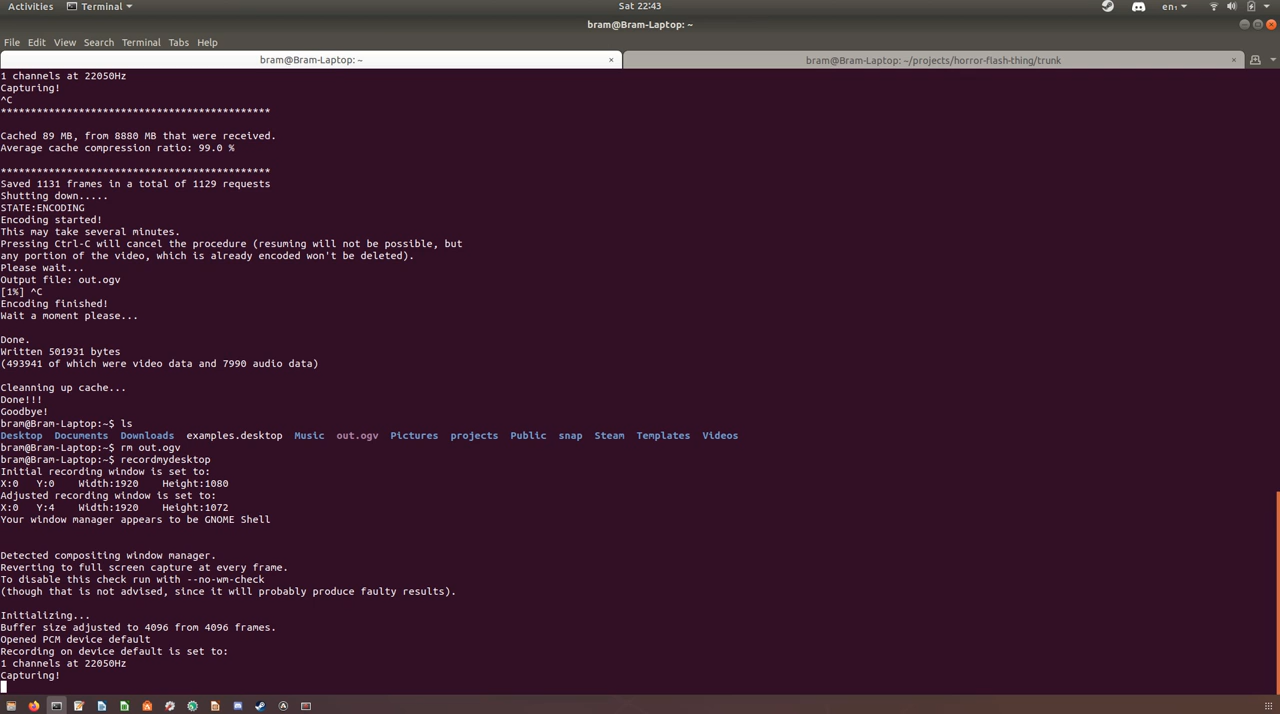 Activities Terminal Sat 22:43 en₁
bram@Bram-Laptop: ~
File Edit View Search Terminal Tabs Help
bram@Bram-Laptop: ~ × bram@Bram-Laptop: ~/projects/horror-flash-thing/trunk ×
1 channels at 22050Hz
Capturing!
^C
*********************************************
Cached 89 MB, from 8880 MB that were received.
Average cache compression ratio: 99.0 %
*********************************************
Saved 1131 frames in a total of 1129 requests
Shutting down.....
STATE:ENCODING
Encoding started!
This may take several minutes.
Pressing Ctrl-C will cancel the procedure (resuming will not be possible, but
any portion of the video, which is already encoded won't be deleted).
Please wait...
Output file: out.ogv
[1%] ^C
Encoding finished!
Wait a moment please...
Done.
Written 501931 bytes
(493941 of which were video data and 7990 audio data)
Cleanning up cache...
Done!!!
Goodbye!
bram@Bram-Laptop:~$ ls
Desktop Documents Downloads examples.desktop Music out.ogv Pictures projects Public snap Steam Templates Videos
bram@Bram-Laptop:~$ rm out.ogv
bram@Bram-Laptop:~$ recordmydesktop
Initial recording window is set to:
X:0 Y:0 Width:1920 Height:1080
Adjusted recording window is set to:
X:0 Y:4 Width:1920 Height:1072
Your window manager appears to be GNOME Shell
Detected compositing window manager.
Reverting to full screen capture at every frame.
To disable this check run with --no-wm-check
(though that is not advised, since it will probably produce faulty results).
Initializing...
Buffer size adjusted to 4096 from 4096 frames.
Opened PCM device default
Recording on device default is set to:
1 channels at 22050Hz
Capturing!